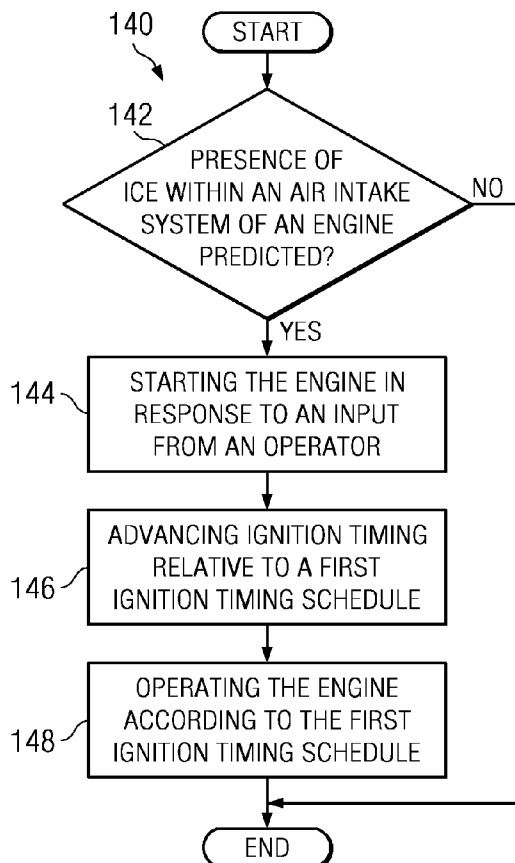 140
START
142
PRESENCE OF
ICE WITHIN AN AIR INTAKE
SYSTEM OF AN ENGINE
PREDICTED?
NO
YES
144
STARTING THE ENGINE IN
RESPONSE TO AN INPUT
FROM AN OPERATOR
146
ADVANCING IGNITION TIMING
RELATIVE TO A FIRST
IGNITION TIMING SCHEDULE
148
OPERATING THE ENGINE
ACCORDING TO THE FIRST
IGNITION TIMING SCHEDULE
END